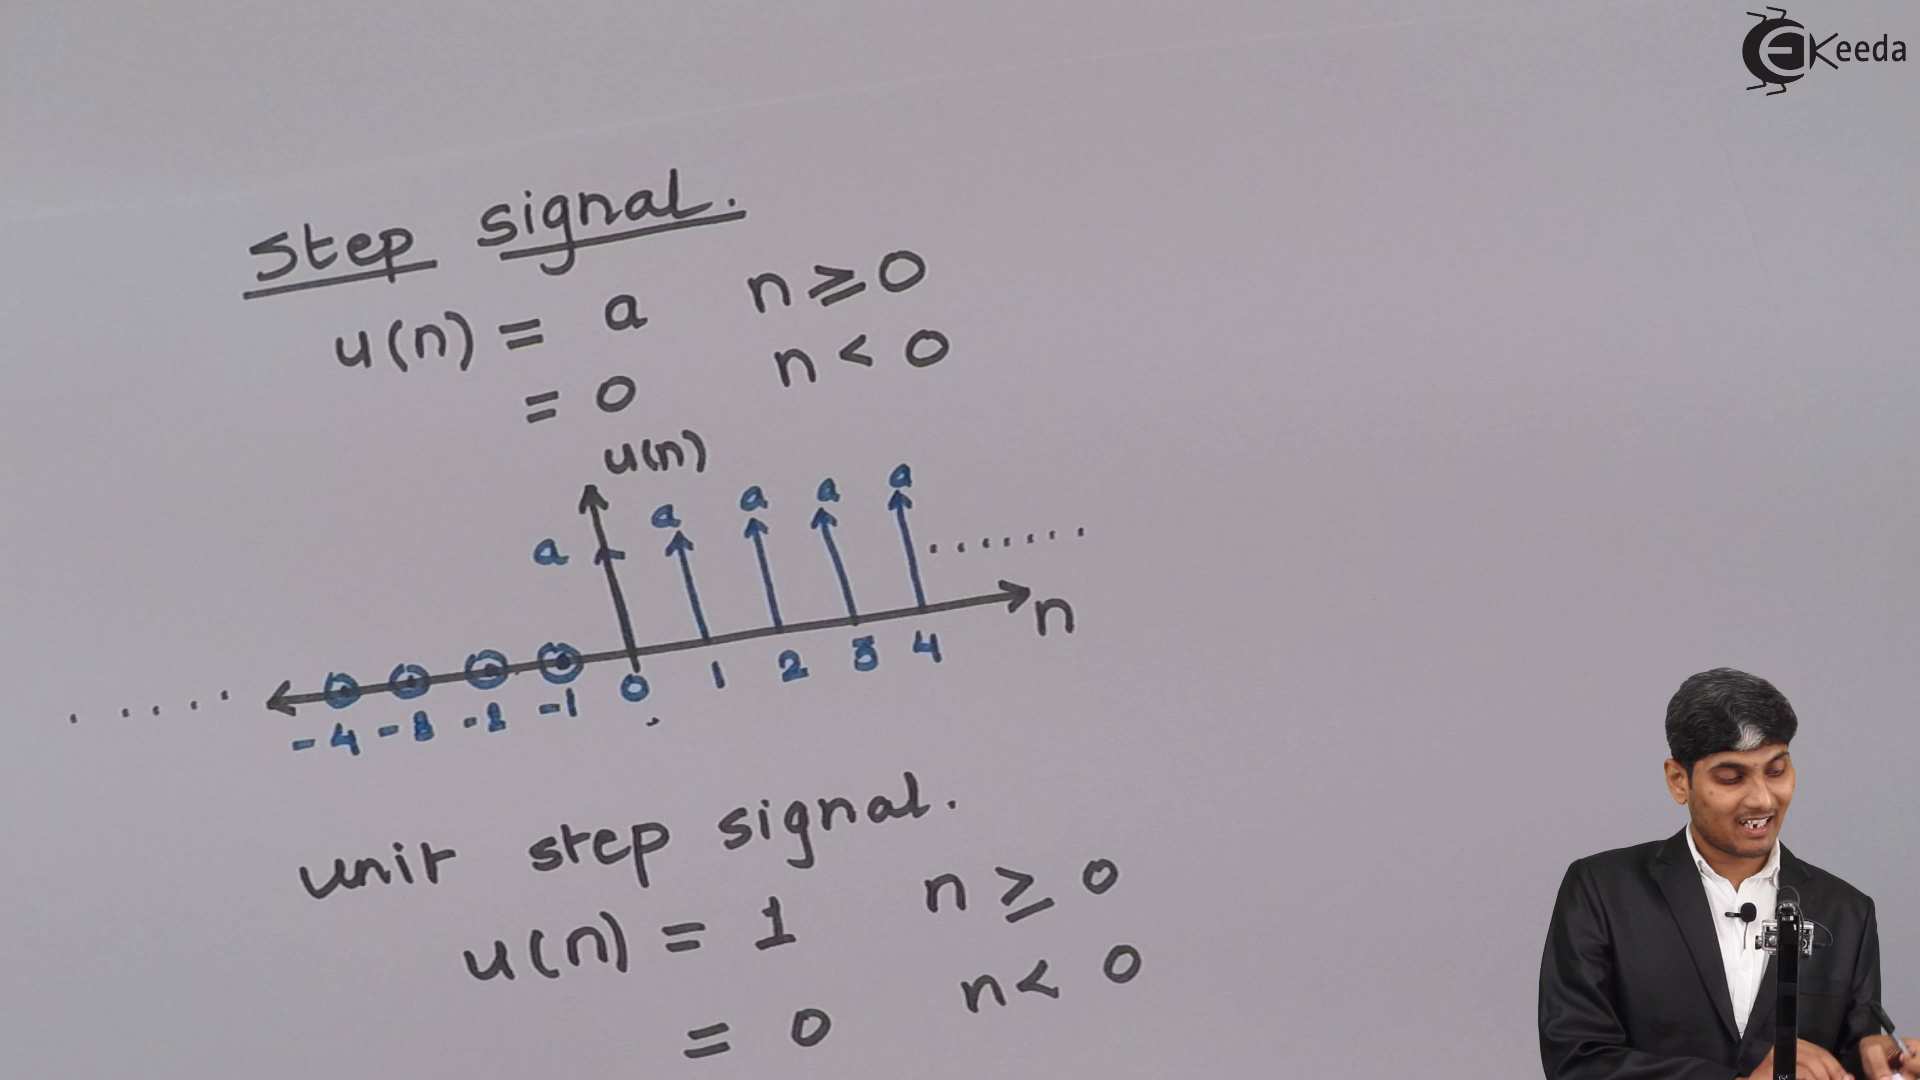 EKeeda
Step signal.
u(n) = a n ≥ 0
= 0 n < 0
u(n)
a a a a a
n
-4 -3 -2 -1 0 1 2 3 4
unit step signal.
u(n) = 1 n ≥ 0
= 0 n < 0